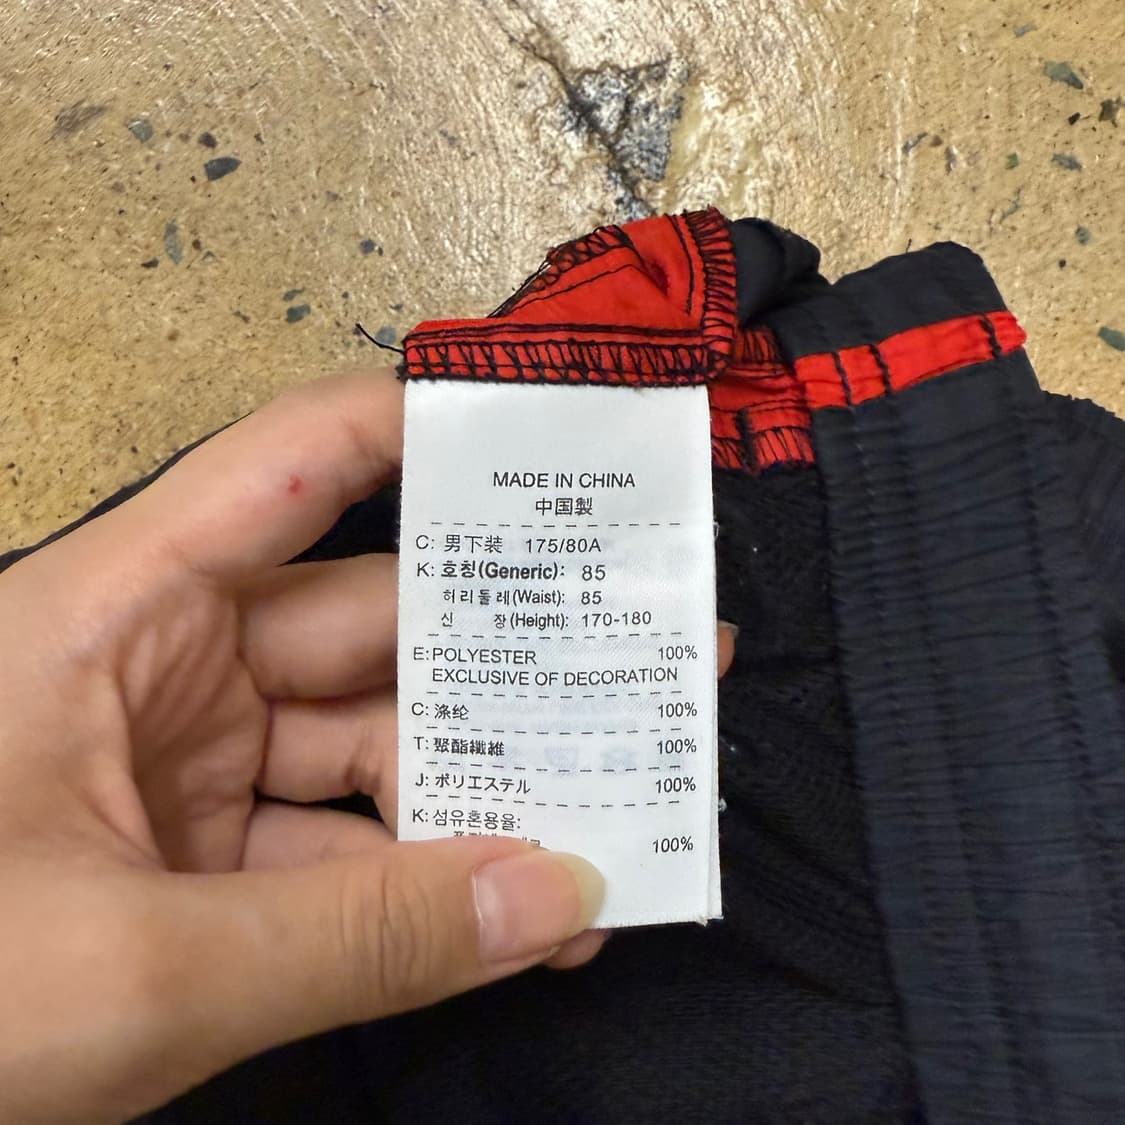 MADE IN CHINA
中国製
C: 男下装 175/80A
K: 호칭(Generic): 85
허리둘레(Waist): 85
신 장(Height): 170-180
E: POLYESTER 100%
EXCLUSIVE OF DECORATION
C: 涤纶 100%
T: 聚酯纖維 100%
J: ポリエステル 100%
K: 섬유혼용율:
100%